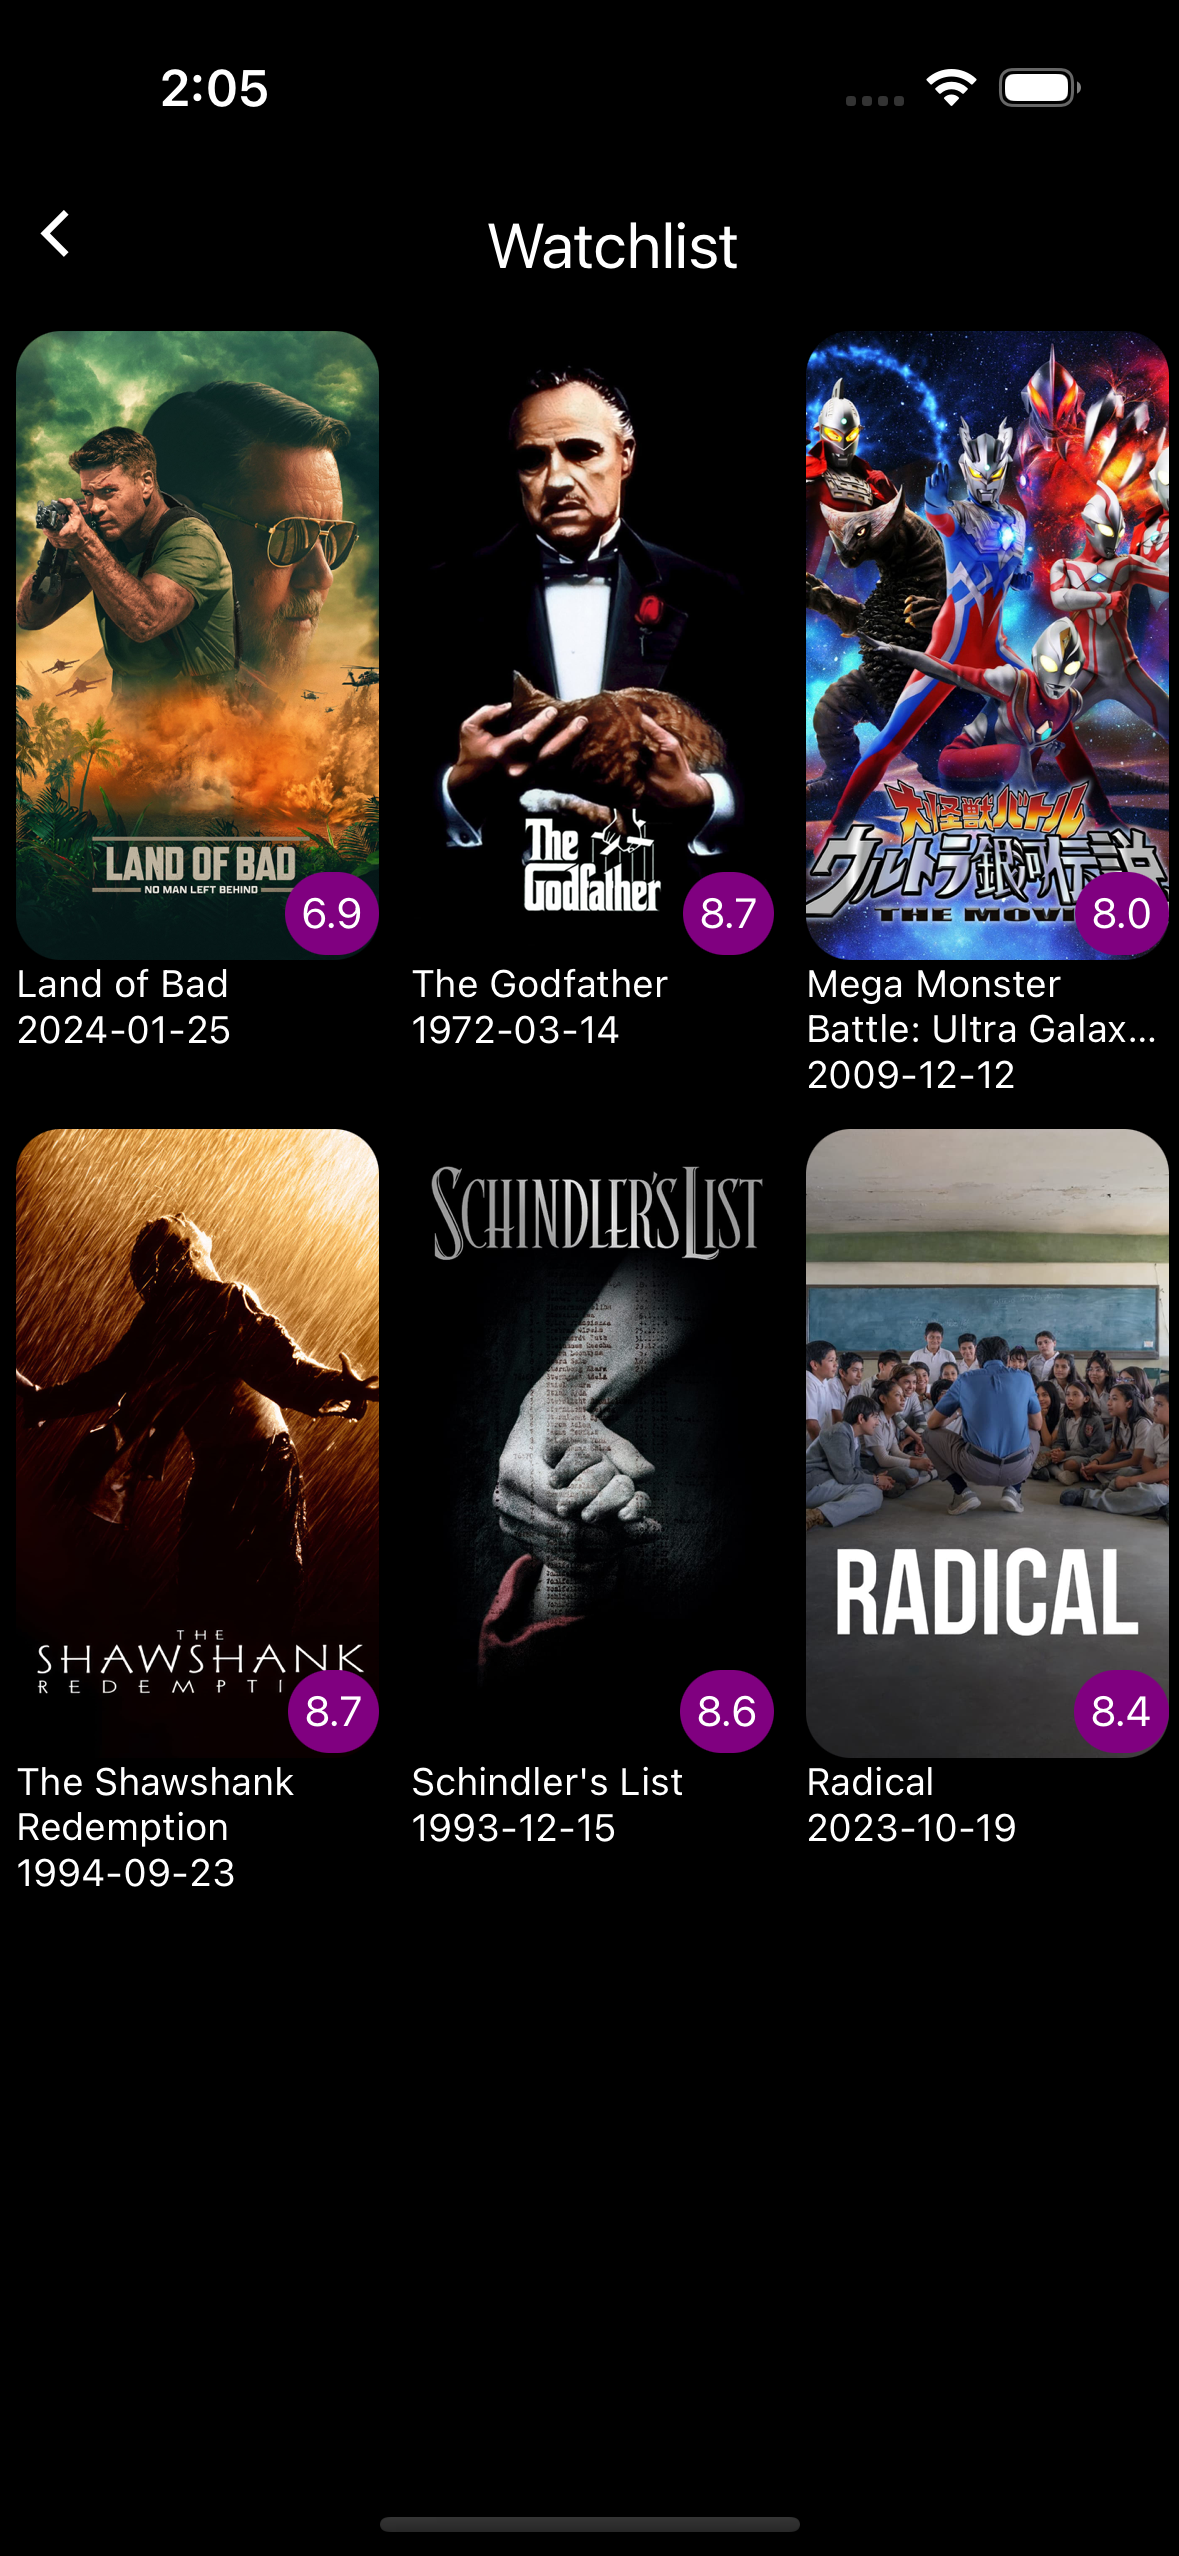 2:05
Watchlist
LAND OF BAD
NO MAN LEFT BEHIND
6.9
Land of Bad
2024-01-25
The
Godfather
8.7
The Godfather
1972-03-14
大怪獣バトル
ウルトラ銀河伝説
THE MOVI
8.0
Mega Monster
Battle: Ultra Galax...
2009-12-12
THE
SHAWSHANK
REDEMPTI
8.7
The Shawshank
Redemption
1994-09-23
SCHINDLER'S LIST
8.6
Schindler's List
1993-12-15
RADICAL
8.4
Radical
2023-10-19